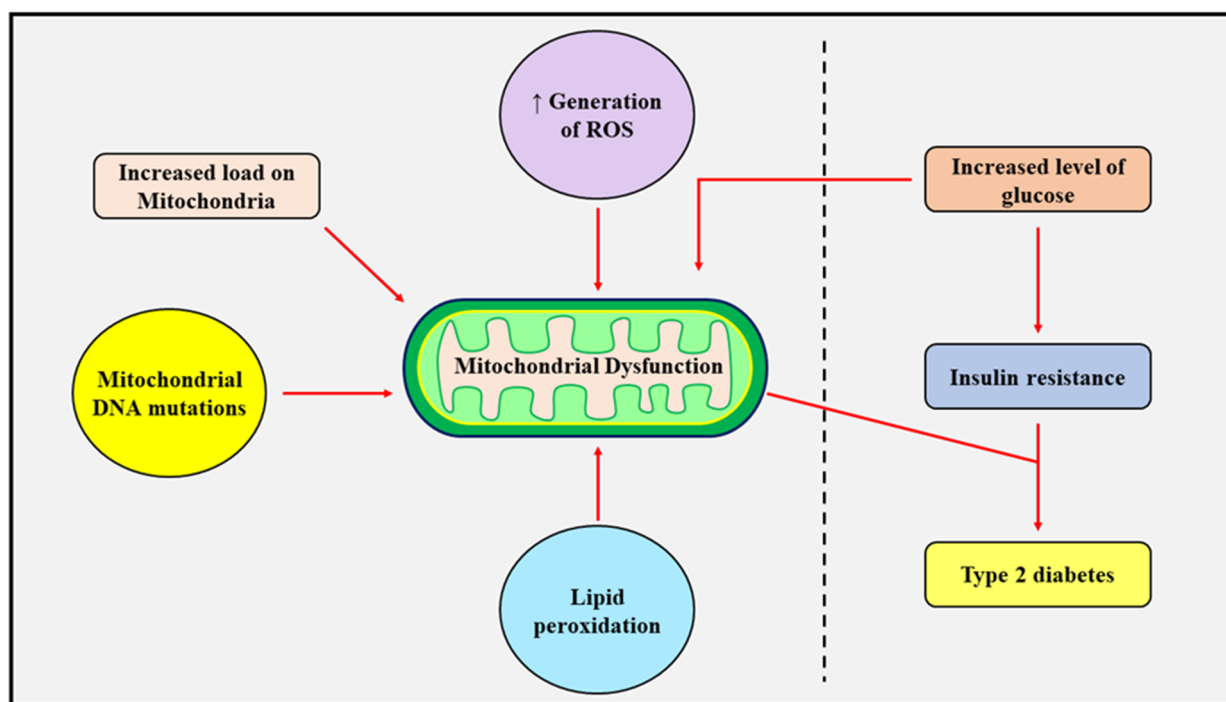 ↑ Generation
of ROS
Increased load on
Mitochondria
Increased level of
glucose
Mitochondrial Dysfunction
Mitochondrial
DNA mutations
Insulin resistance
Lipid
peroxidation
Type 2 diabetes